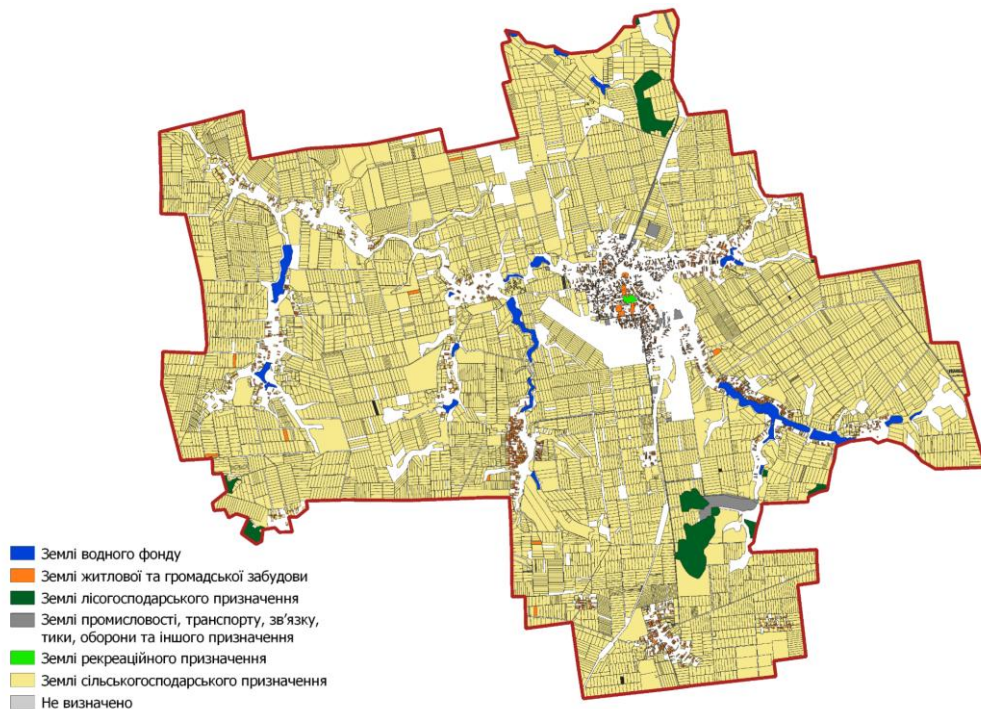 Землі водного фонду
Землі житлової та громадської забудови
Землі лісогосподарського призначення
Землі промисловості, транспорту, зв’язку,
тики, оборони та іншого призначення
Землі рекреаційного призначення
Землі сільськогосподарського призначення
Не визначено